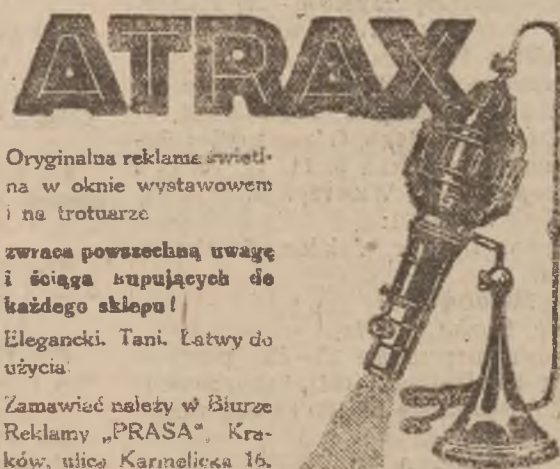 ATRAX
Oryginalna reklama świetl-
na w oknie wystawowem
i na trotuarze
zwraca powszechną uwagę
i ściąga kupujących do
każdego sklepu!
Elegancki. Tani. Łatwy do
użycia.
Zamawiać należy w Biurze
Reklamy „PRASA”, Kra-
ków, ulica Karmelicka 16.